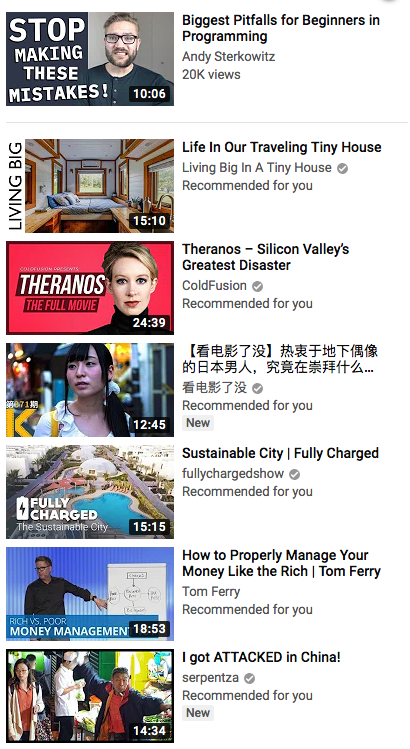 STOP
MAKING
THESE
MISTAKES!
10:06
Biggest Pitfalls for Beginners in
Programming
Andy Sterkowitz
20K views
LIVING BIG
15:10
Life In Our Traveling Tiny House
Living Big In A Tiny House
Recommended for you
COLDFUSION PRESENTS
THERANOS
THE FULL MOVIE
24:39
Theranos – Silicon Valley's
Greatest Disaster
ColdFusion
Recommended for you
第371期
K
12:45
【看电影了没】热衷于地下偶像
的日本男人，究竟在崇拜什么...
看电影了没
Recommended for you
New
FULLY
CHARGED
The Sustainable City
15:15
Sustainable City | Fully Charged
fullychargedshow
Recommended for you
RICH VS. POOR
MONEY MANAGEMENT
18:53
How to Properly Manage Your
Money Like the Rich | Tom Ferry
Tom Ferry
Recommended for you
14:34
I got ATTACKED in China!
serpentza
Recommended for you
New